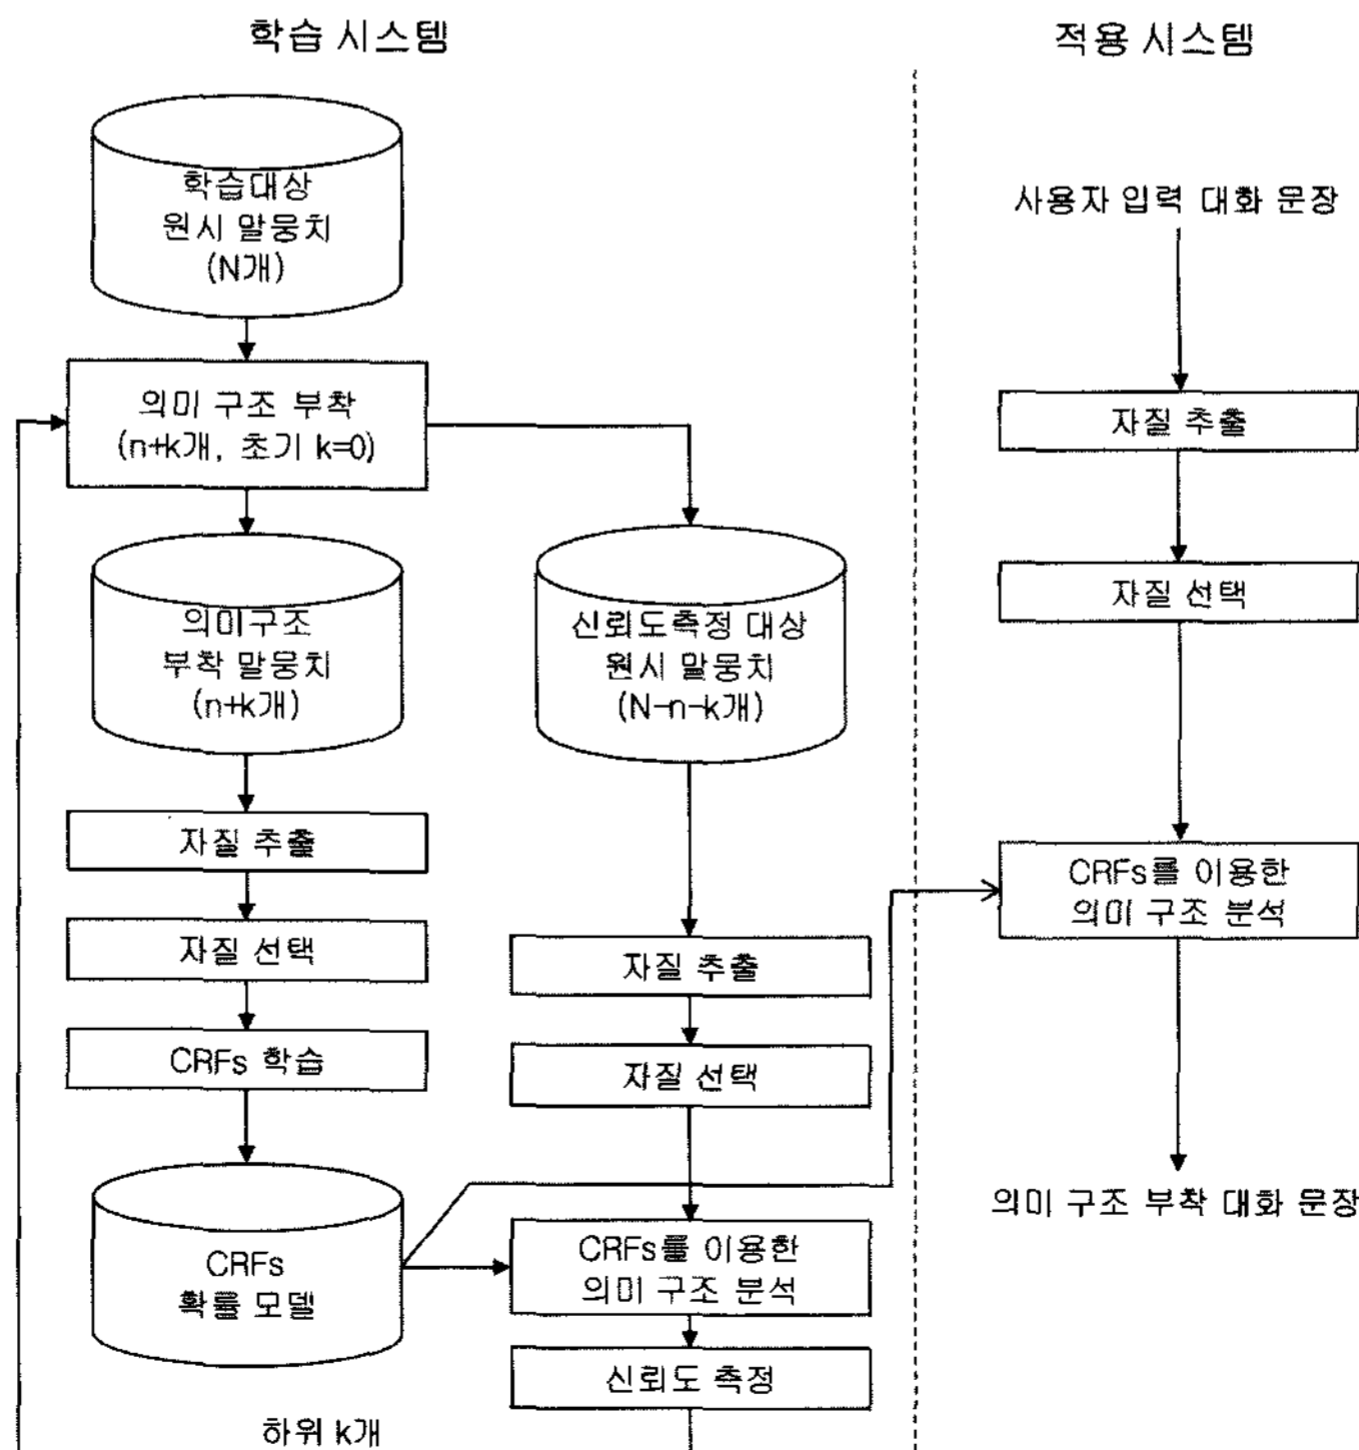 학습 시스템
적용 시스템
학습대상
원시 말뭉치
(N개)
의미 구조 부착
(n+k개, 초기 k=0)
의미구조
부착 말뭉치
(n+k개)
신뢰도측정 대상
원시 말뭉치
(N-n-k개)
자질 추출
자질 선택
CRFs 학습
CRFs
확률 모델
자질 추출
자질 선택
CRFs를 이용한
의미 구조 분석
신뢰도 측정
하위 k개
사용자 입력 대화 문장
자질 추출
자질 선택
CRFs를 이용한
의미 구조 분석
의미 구조 부착 대화 문장